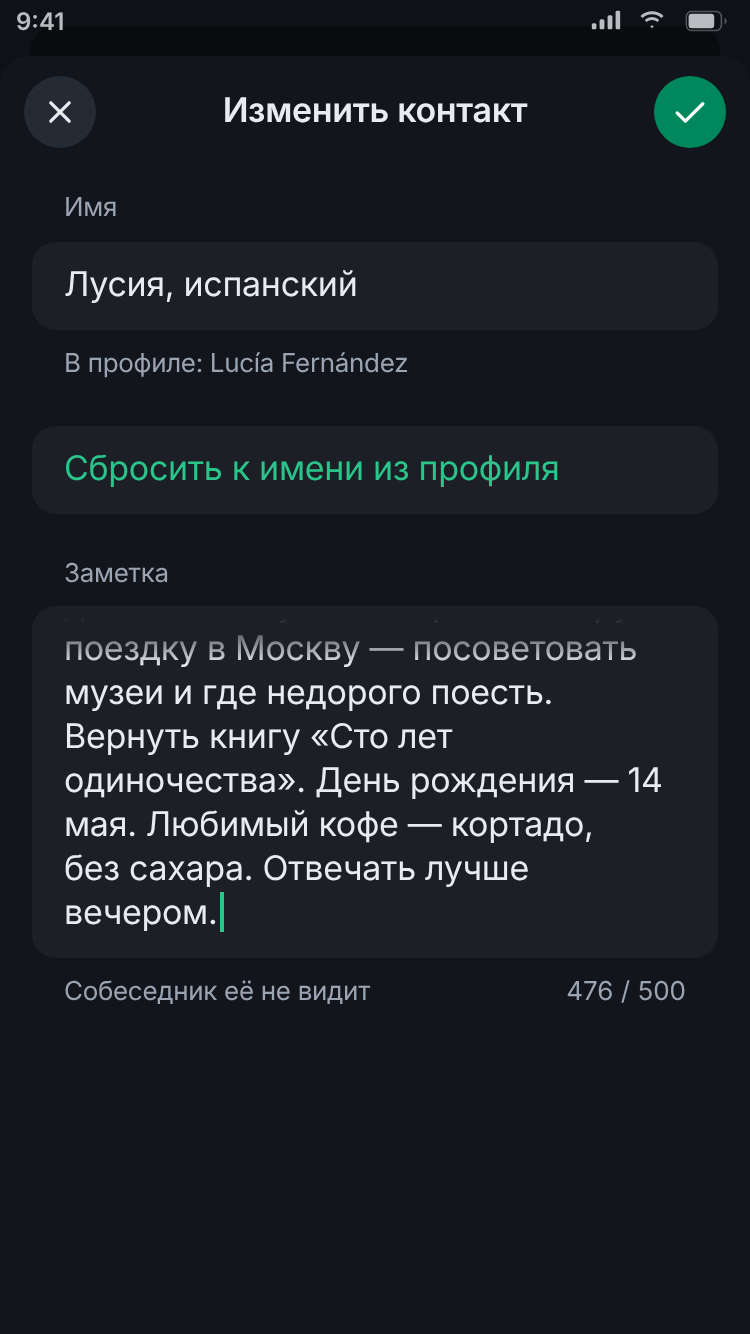 9:41
Изменить контакт
Имя
Лусия, испанский
В профиле: Lucía Fernández
Сбросить к имени из профиля
Заметка
поездку в Москву — посоветовать
музеи и где недорого поесть.
Вернуть книгу «Сто лет
одиночества». День рождения — 14
мая. Любимый кофе — кортадо,
без сахара. Отвечать лучше
вечером.
Собеседник её не видит
476 / 500